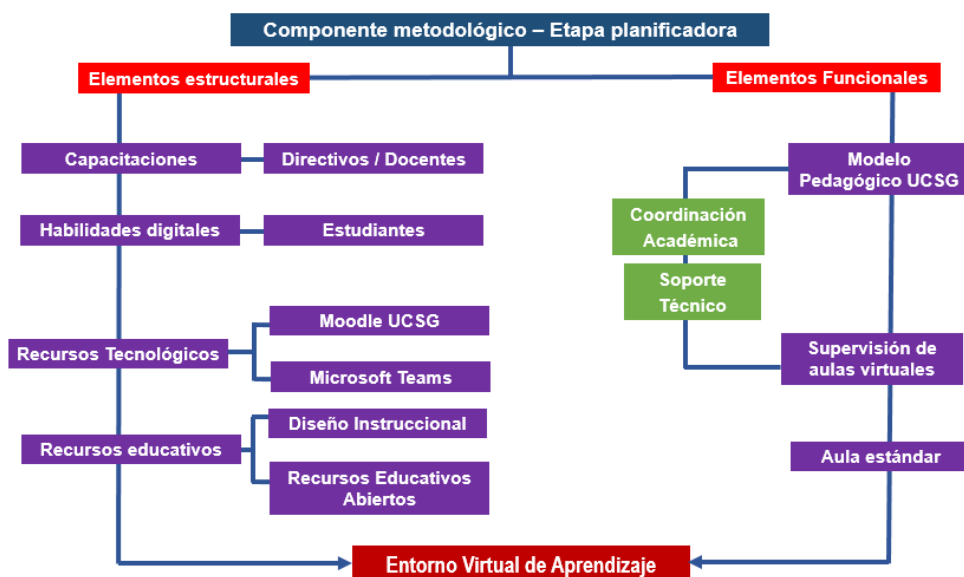 Componente metodológico – Etapa planificadora
Elementos estructurales
Elementos Funcionales
Capacitaciones
Directivos / Docentes
Modelo
Pedagógico UCSG
Habilidades digitales
Estudiantes
Coordinación
Académica
Soporte
Técnico
Moodle UCSG
Recursos Tecnológicos
Microsoft Teams
Supervisión de
aulas virtuales
Diseño Instruccional
Recursos educativos
Recursos Educativos
Abiertos
Aula estándar
Entorno Virtual de Aprendizaje